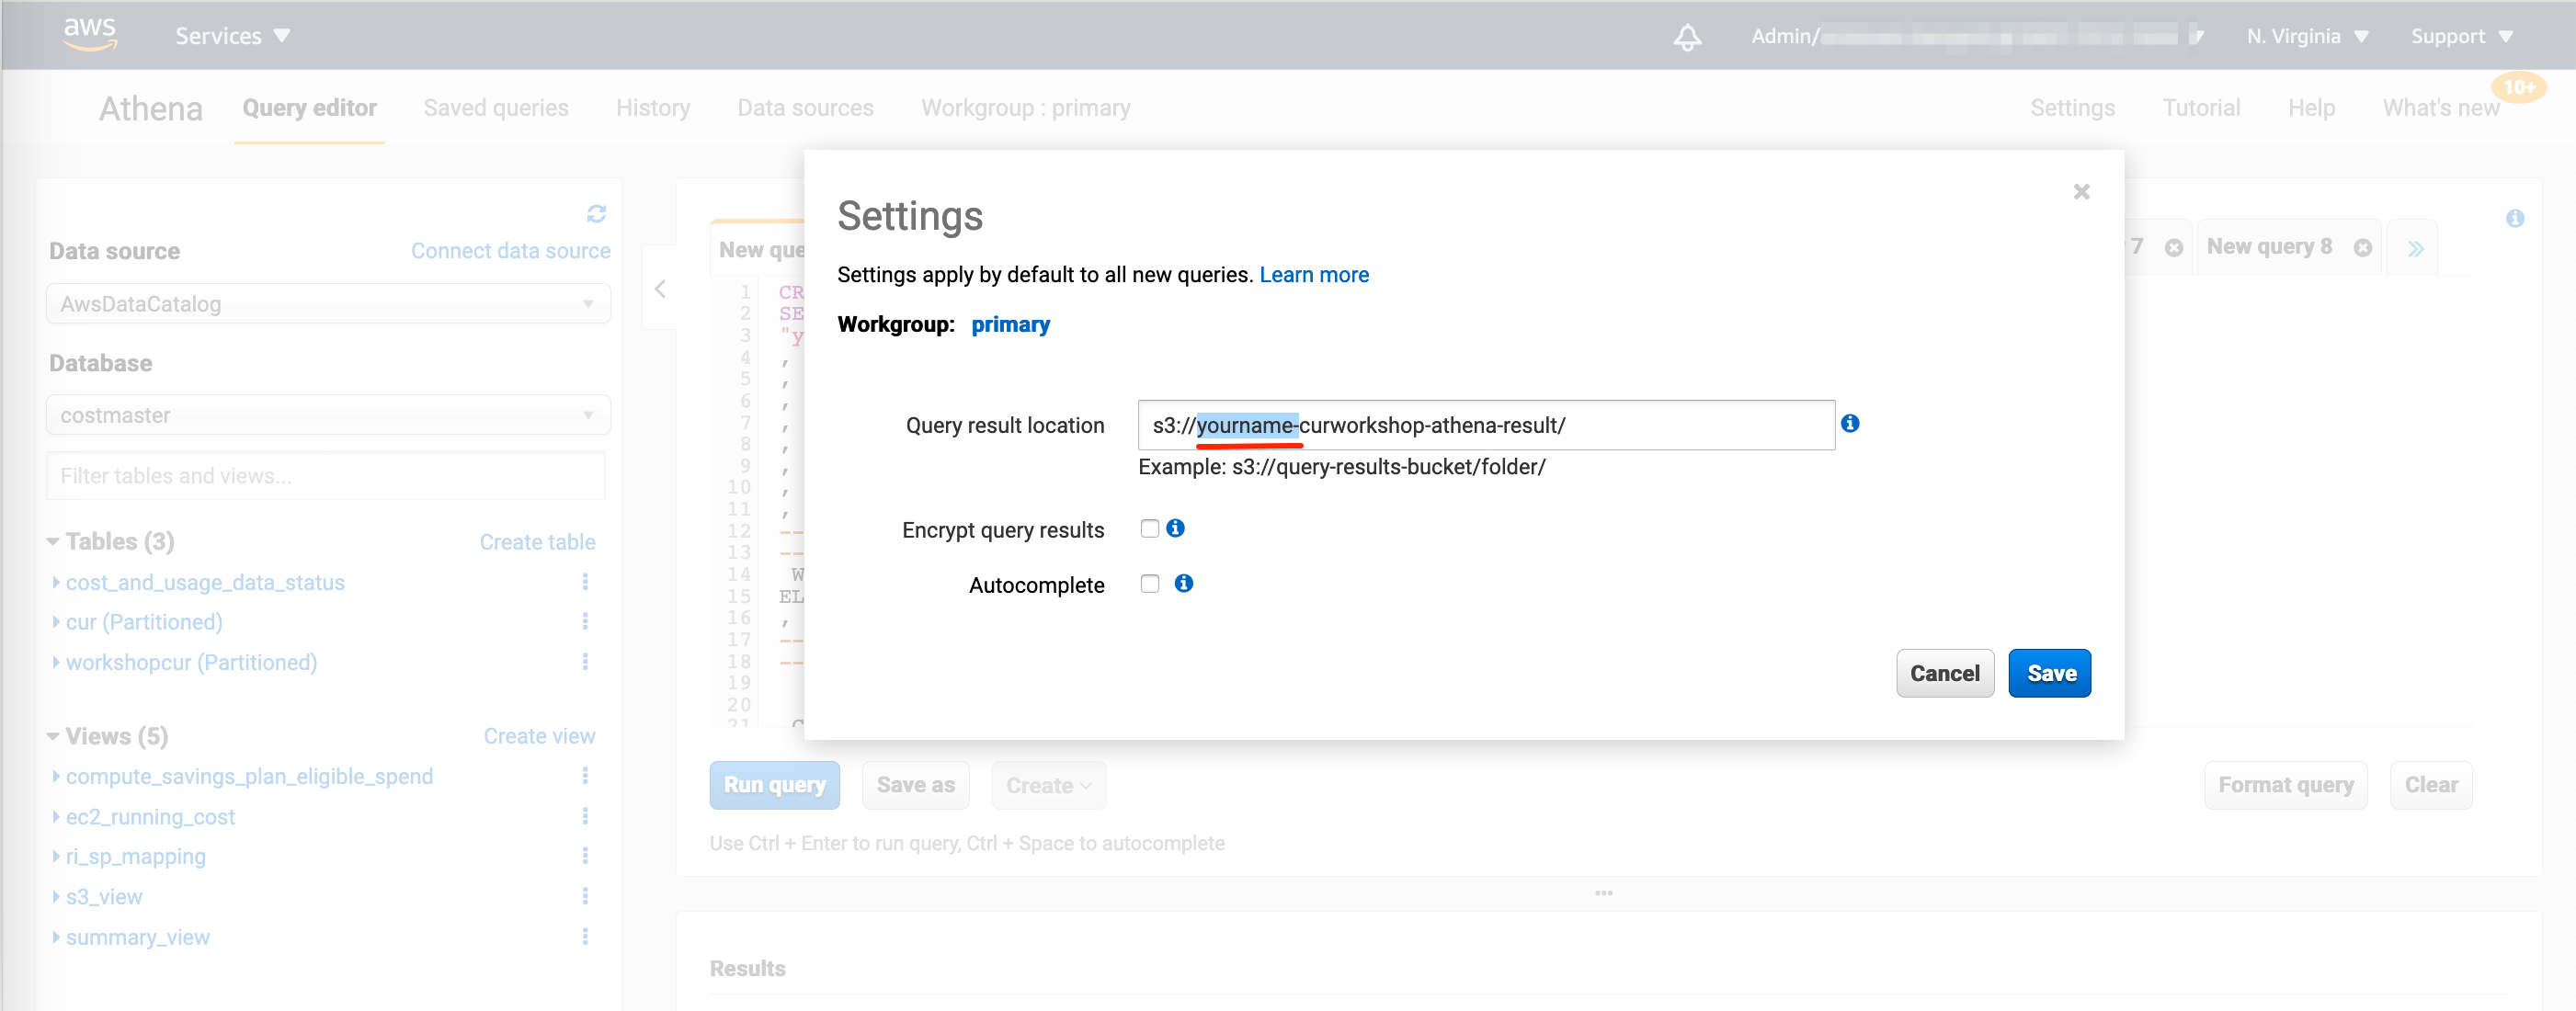 aws Services Admin/ N. Virginia Support
Athena Query editor Saved queries History Data sources Workgroup : primary Settings Tutorial Help What's new 10+
Data source Connect data source
AwsDataCatalog
Database
costmaster
Filter tables and views...
Tables (3) Create table
cost_and_usage_data_status
cur (Partitioned)
workshopcur (Partitioned)
Views (5) Create view
compute_savings_plan_eligible_spend
ec2_running_cost
ri_sp_mapping
s3_view
summary_view
New que 7 New query 8
1 CR
2 SE
3 "y
4 ,
5 ,
6 ,
7 ,
8 ,
9 ,
10 ,
11 ,
12 --
13 --
14 W
15 EL
16 ,
17 --
18 --
19
20
21 C
Settings
Settings apply by default to all new queries. Learn more
Workgroup: primary
Query result location s3://yourname-curworkshop-athena-result/
Example: s3://query-results-bucket/folder/
Encrypt query results
Autocomplete
Cancel Save
Run query Save as Create Format query Clear
Use Ctrl + Enter to run query, Ctrl + Space to autocomplete
Results